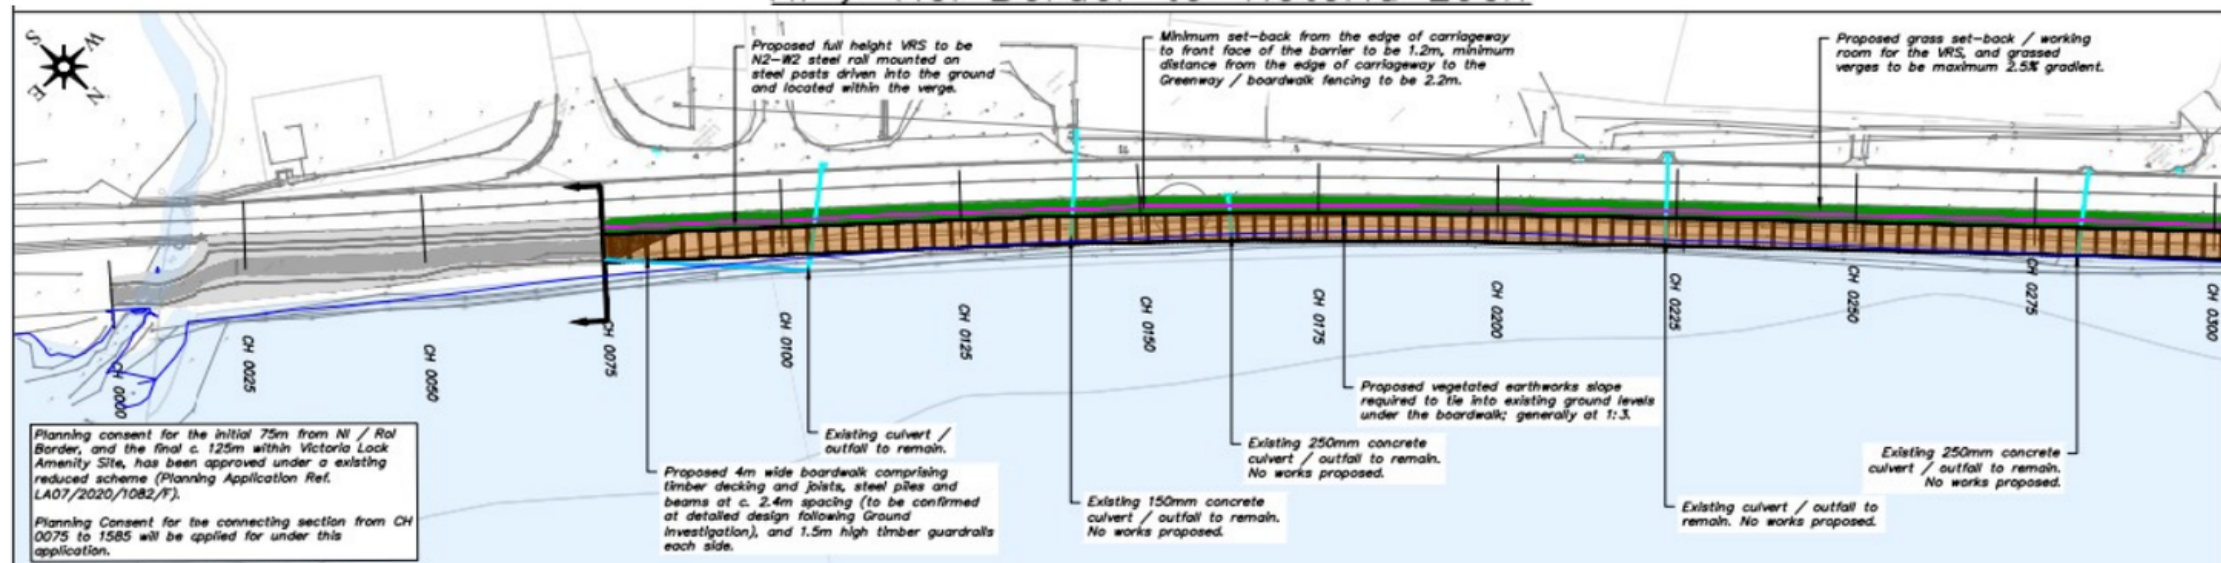 Border to Victoria Lock
S
W
E
N
Proposed full height VRS to be
N2-W2 steel rail mounted on
steel posts driven into the ground
and located within the verge.
Minimum set-back from the edge of carriageway
to front face of the barrier to be 1.2m, minimum
distance from the edge of carriageway to the
Greenway / boardwalk fencing to be 2.2m.
Proposed grass set-back / working
room for the VRS, and grassed
verges to be maximum 2.5% gradient.
CH 0000
CH 0025
CH 0050
CH 0075
CH 0100
CH 0125
CH 0150
CH 0175
CH 0200
CH 0225
CH 0250
CH 0275
CH 0300
Planning consent for the initial 75m from NI / RoI
Border, and the final c. 125m within Victoria Lock
Amenity Site, has been approved under a existing
reduced scheme (Planning Application Ref.
LA07/2020/1082/F).
Planning Consent for the connecting section from CH
0075 to 1585 will be applied for under this
application.
Existing culvert /
outfall to remain.
Proposed 4m wide boardwalk comprising
timber decking and joists, steel piles and
beams at c. 2.4m spacing (to be confirmed
at detailed design following Ground
Investigation), and 1.5m high timber guardrails
each side.
Existing 150mm concrete
culvert / outfall to remain.
No works proposed.
Existing 250mm concrete
culvert / outfall to remain.
No works proposed.
Proposed vegetated earthworks slope
required to tie into existing ground levels
under the boardwalk; generally at 1:3.
Existing culvert / outfall to
remain. No works proposed.
Existing 250mm concrete
culvert / outfall to remain.
No works proposed.